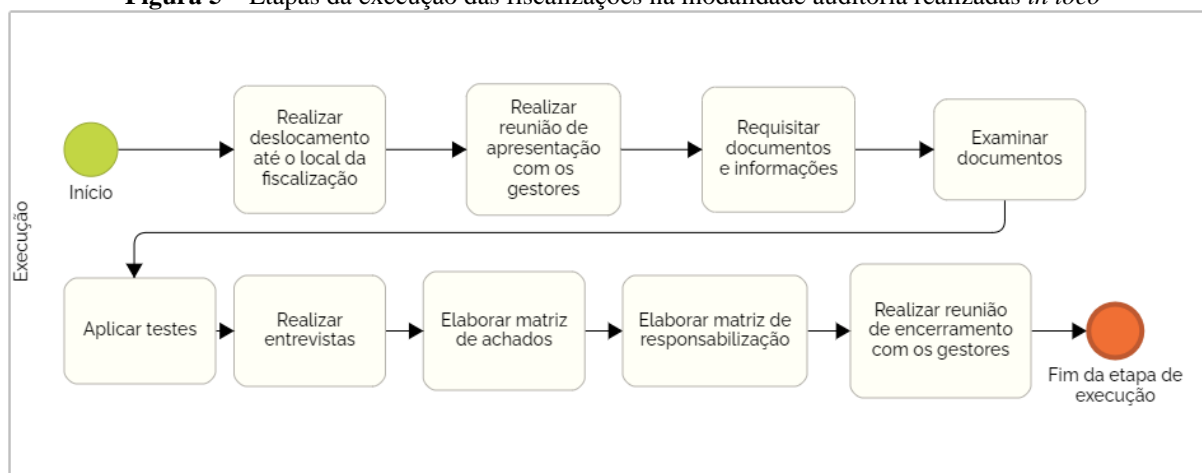 Figura 5 – Etapas da execução das fiscalizações na modalidade auditoria realizadas in loco
Execução
Início
Realizar
deslocamento
até o local da
fiscalização
Realizar
reunião de
apresentação
com os
gestores
Requisitar
documentos
e informações
Examinar
documentos
Aplicar testes
Realizar
entrevistas
Elaborar matriz
de achados
Elaborar matriz de
responsabilização
Realizar reunião
de encerramento
com os gestores
Fim da etapa de
execução